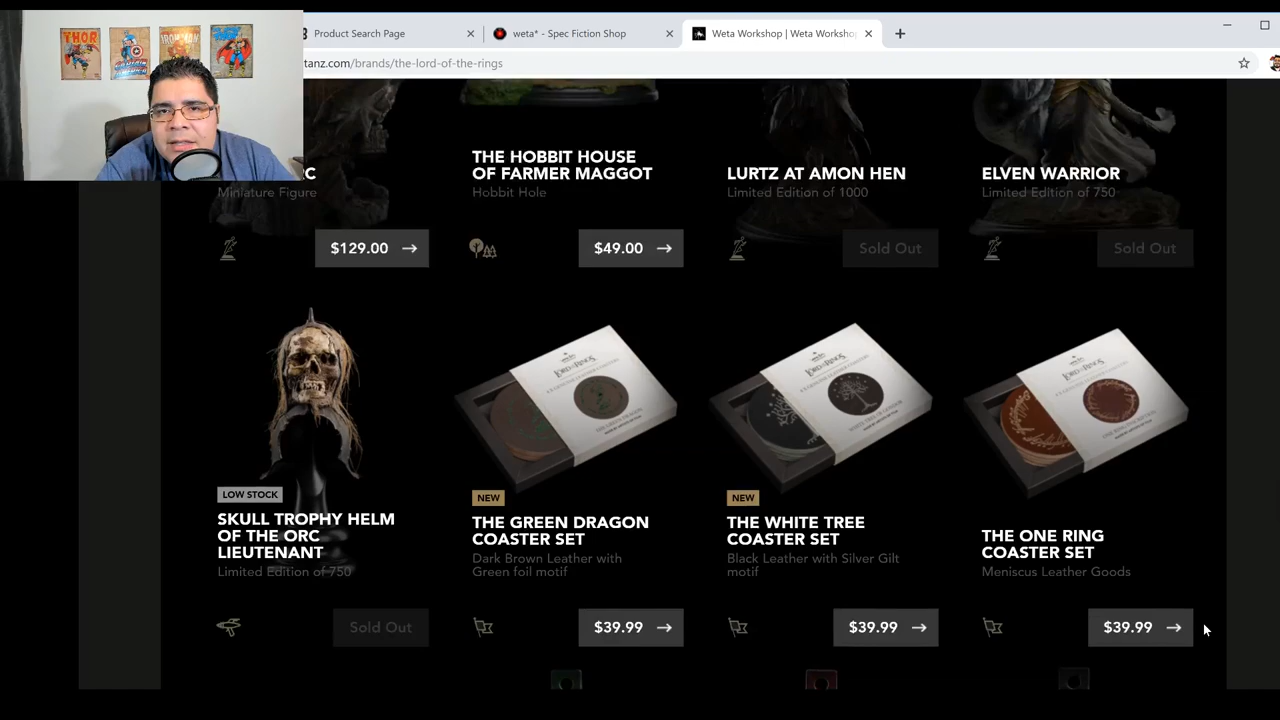 THOR
IRON MAN
Product Search Page
weta* - Spec Fiction Shop
Weta Workshop | Weta Workshop
tanz.com/brands/the-lord-of-the-rings
RC
Miniature Figure
$129.00 →
THE HOBBIT HOUSE
OF FARMER MAGGOT
Hobbit Hole
$49.00 →
LURTZ AT AMON HEN
Limited Edition of 1000
Sold Out
ELVEN WARRIOR
Limited Edition of 750
Sold Out
LOW STOCK
SKULL TROPHY HELM
OF THE ORC
LIEUTENANT
Limited Edition of 750
Sold Out
NEW
THE GREEN DRAGON
COASTER SET
Dark Brown Leather with
Green foil motif
$39.99 →
NEW
THE WHITE TREE
COASTER SET
Black Leather with Silver Gilt
motif
$39.99 →
THE ONE RING
COASTER SET
Meniscus Leather Goods
$39.99 →